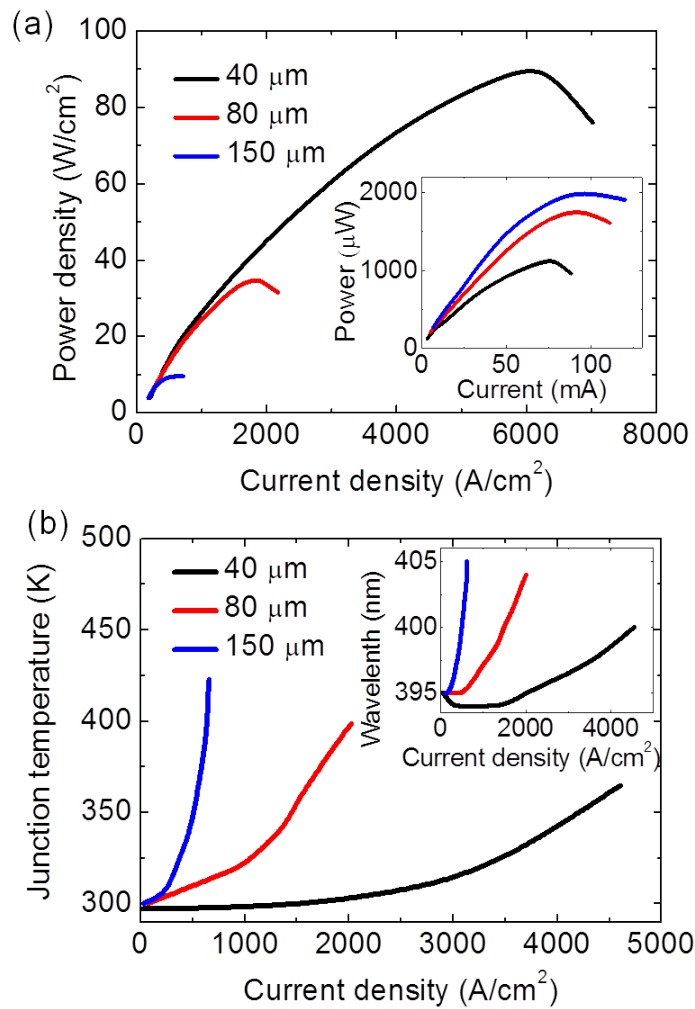 (a)
100
80
60
40
20
0
Power density (W/cm²)
40 μm
80 μm
150 μm
2000
1000
0
Power (μW)
0 50 100
Current (mA)
0 2000 4000 6000 8000
Current density (A/cm²)
(b)
500
450
400
350
300
Junction temperature (K)
40 μm
80 μm
150 μm
405
400
395
Wavelenth (nm)
0 2000 4000
Current density (A/cm²)
0 1000 2000 3000 4000 5000
Current density (A/cm²)